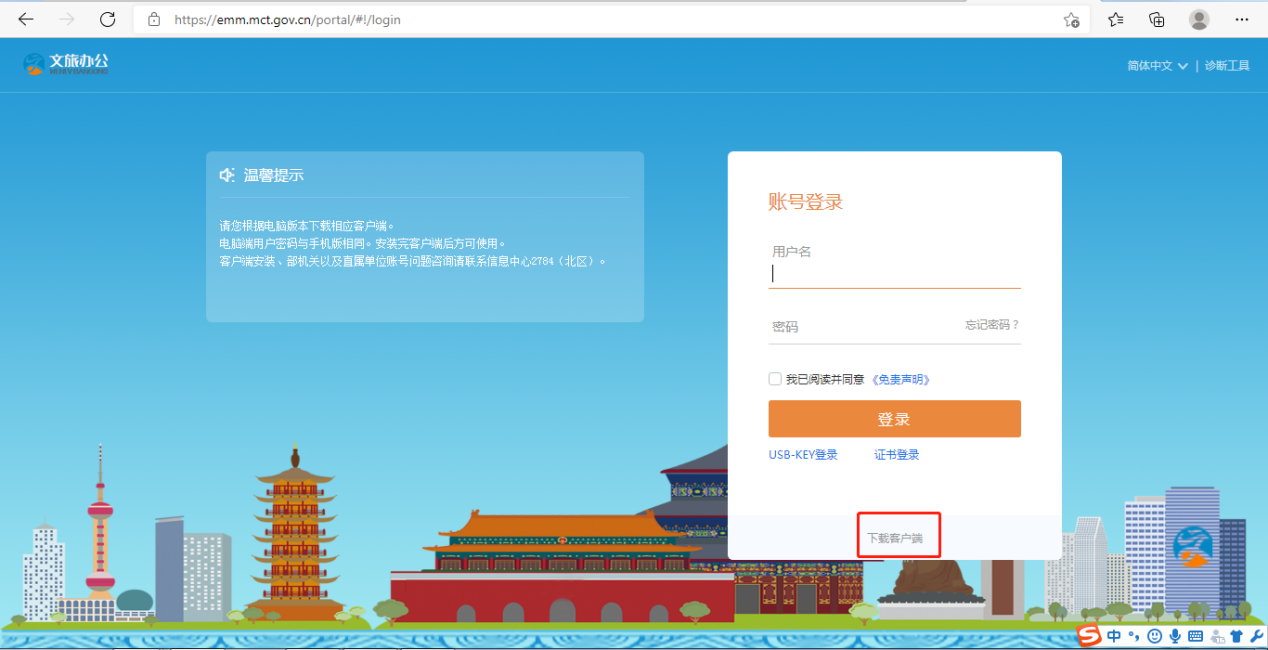 https://emm.mct.gov.cn/portal/#!/login
文旅办公
简体中文 | 诊断工具
温馨提示
请您根据电脑版本下载相应客户端。
电脑端用户密码与手机版相同。安装完客户端后方可使用。
客户端安装、部机关以及直属单位账号问题咨询请联系信息中心2784（北区）。
账号登录
用户名
密码
忘记密码？
我已阅读并同意《免责声明》
登录
USB-KEY登录
证书登录
下载客户端
中